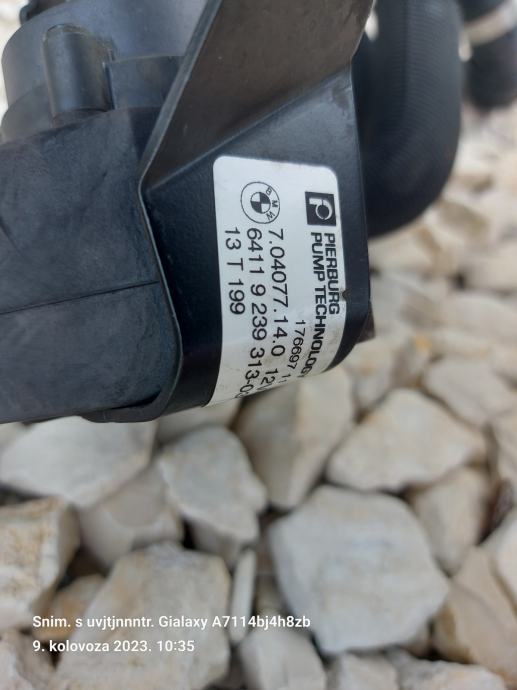 PIERBURG
PUMP TECHNOLOG
176697
BMW
7.04077.14.0
6411 9 239 313-0
13 T 199
Snim. s uvjtjnnntr. Gialaxy A7114bj4h8zb
9. kolovoza 2023. 10:35